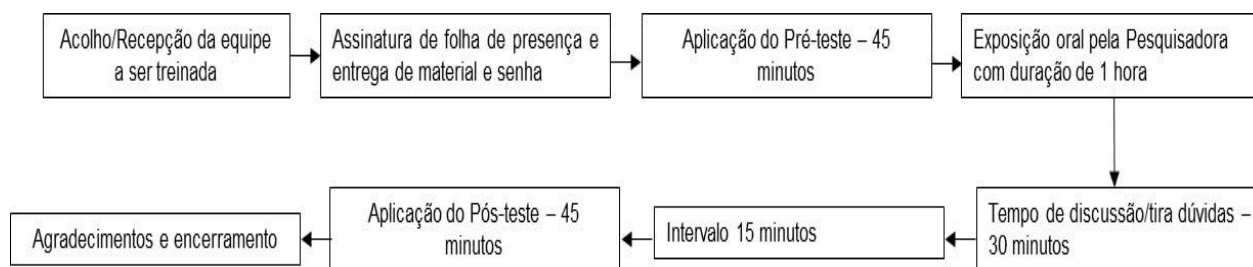 Acolho/Recepção da equipe
a ser treinada
Assinatura de folha de presença e
entrega de material e senha
Aplicação do Pré-teste – 45
minutos
Exposição oral pela Pesquisadora
com duração de 1 hora
Tempo de discussão/tira dúvidas –
30 minutos
Intervalo 15 minutos
Aplicação do Pós-teste – 45
minutos
Agradecimentos e encerramento